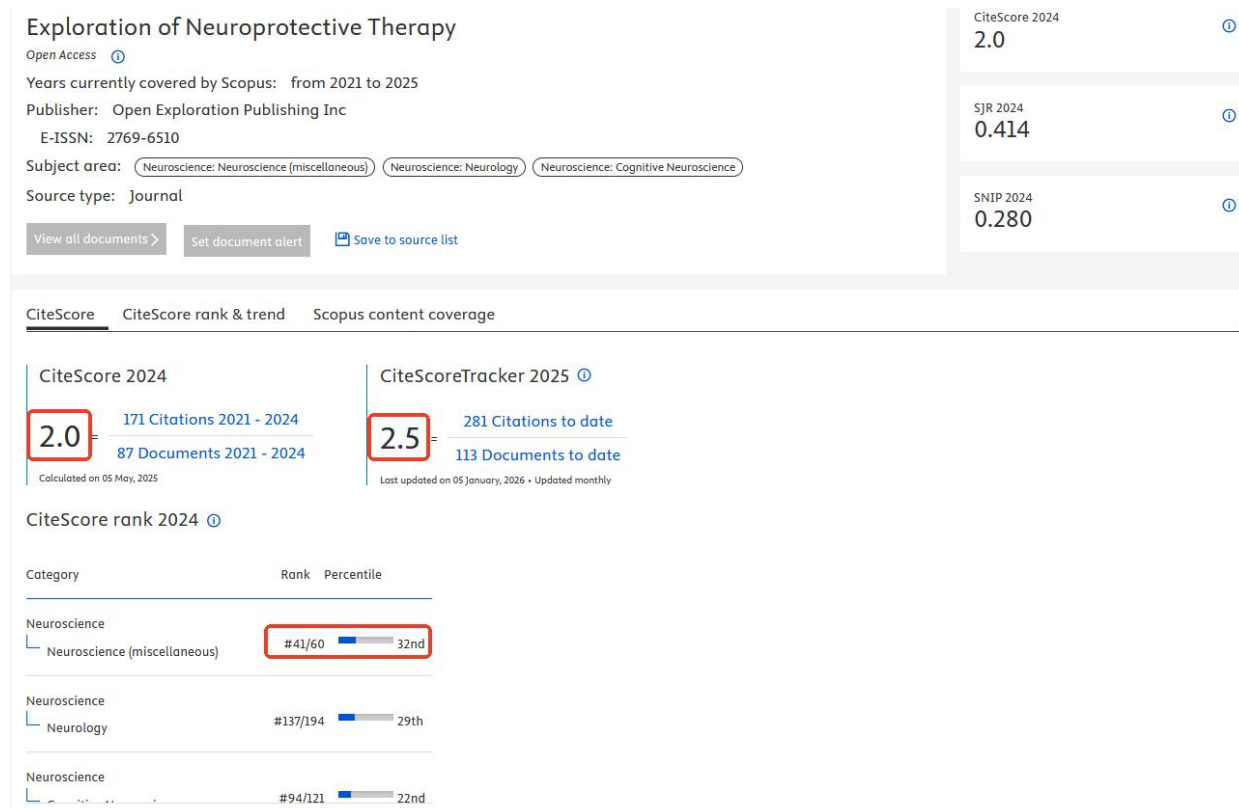 Exploration of Neuroprotective Therapy
Open Access
Years currently covered by Scopus: from 2021 to 2025
Publisher: Open Exploration Publishing Inc
E-ISSN: 2769-6510
Subject area: Neuroscience: Neuroscience (miscellaneous) Neuroscience: Neurology Neuroscience: Cognitive Neuroscience
Source type: Journal
View all documents > Set document alert Save to source list
CiteScore 2024
2.0
SJR 2024
0.414
SNIP 2024
0.280
CiteScore CiteScore rank & trend Scopus content coverage
CiteScore 2024
2.0 =
171 Citations 2021 - 2024
87 Documents 2021 - 2024
Calculated on 05 May, 2025
CiteScoreTracker 2025
2.5 =
281 Citations to date
113 Documents to date
Last updated on 05 January, 2026 • Updated monthly
CiteScore rank 2024
Category Rank Percentile
Neuroscience
Neuroscience (miscellaneous) #41/60 32nd
Neuroscience
Neurology #137/194 29th
Neuroscience
#94/121 22nd